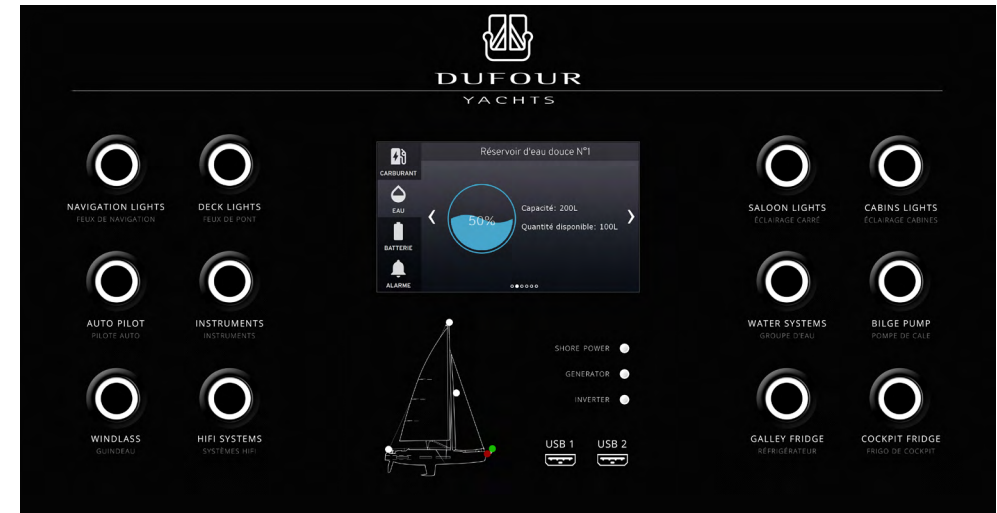 DUFOUR
YACHTS
NAVIGATION LIGHTS
FEUX DE NAVIGATION
DECK LIGHTS
FEUX DE PONT
AUTO PILOT
PILOTE AUTO
INSTRUMENTS
INSTRUMENTS
WINDLASS
GUINDEAU
HIFI SYSTEMS
SYSTÈMES HIFI
CARBURANT
EAU
BATTERIE
ALARME
Réservoir d'eau douce N°1
50%
Capacité: 200L
Quantité disponible: 100L
SHORE POWER
GENERATOR
INVERTER
USB 1
USB 2
SALOON LIGHTS
ÉCLAIRAGE CARRÉ
CABINS LIGHTS
ÉCLAIRAGE CABINES
WATER SYSTEMS
GROUPE D'EAU
BILGE PUMP
POMPE DE CALE
GALLEY FRIDGE
RÉFRIGÉRATEUR
COCKPIT FRIDGE
FRIGO DE COCKPIT